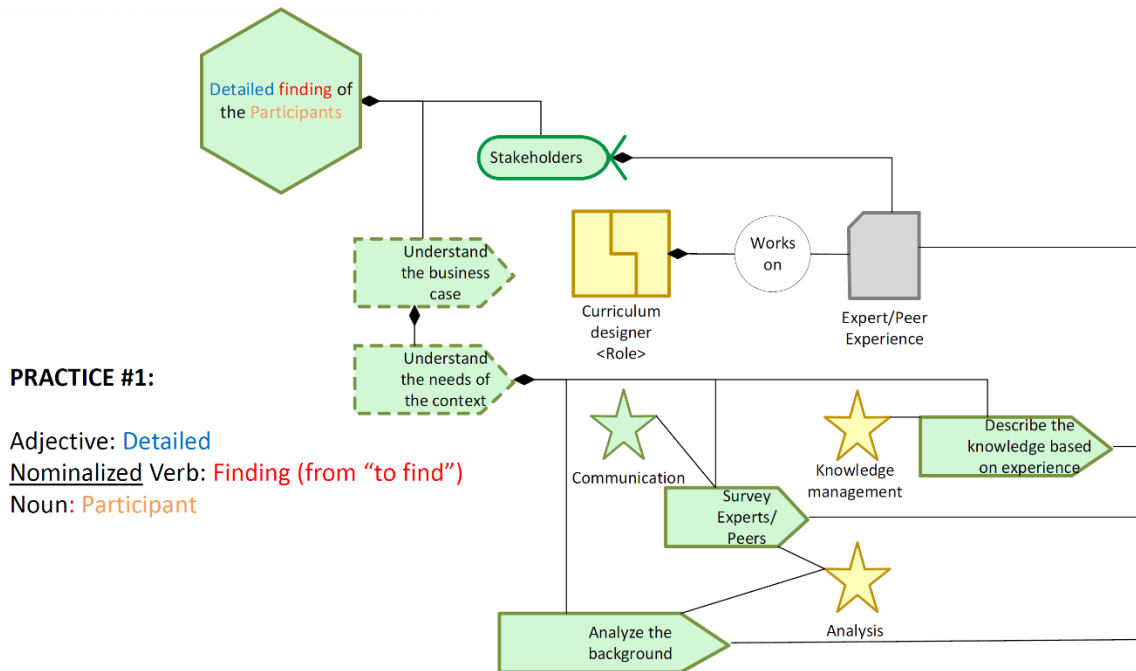 Detailed finding of
the Participants
Stakeholders
Understand
the business
case
Works
on
Curriculum
designer
<Role>
Expert/Peer
Experience
Understand
the needs of
the context
PRACTICE #1:
Adjective: Detailed
Nominalized Verb: Finding (from “to find”)
Noun: Participant
Communication
Knowledge
management
Describe the
knowledge based
on experience
Survey
Experts/
Peers
Analysis
Analyze the
background